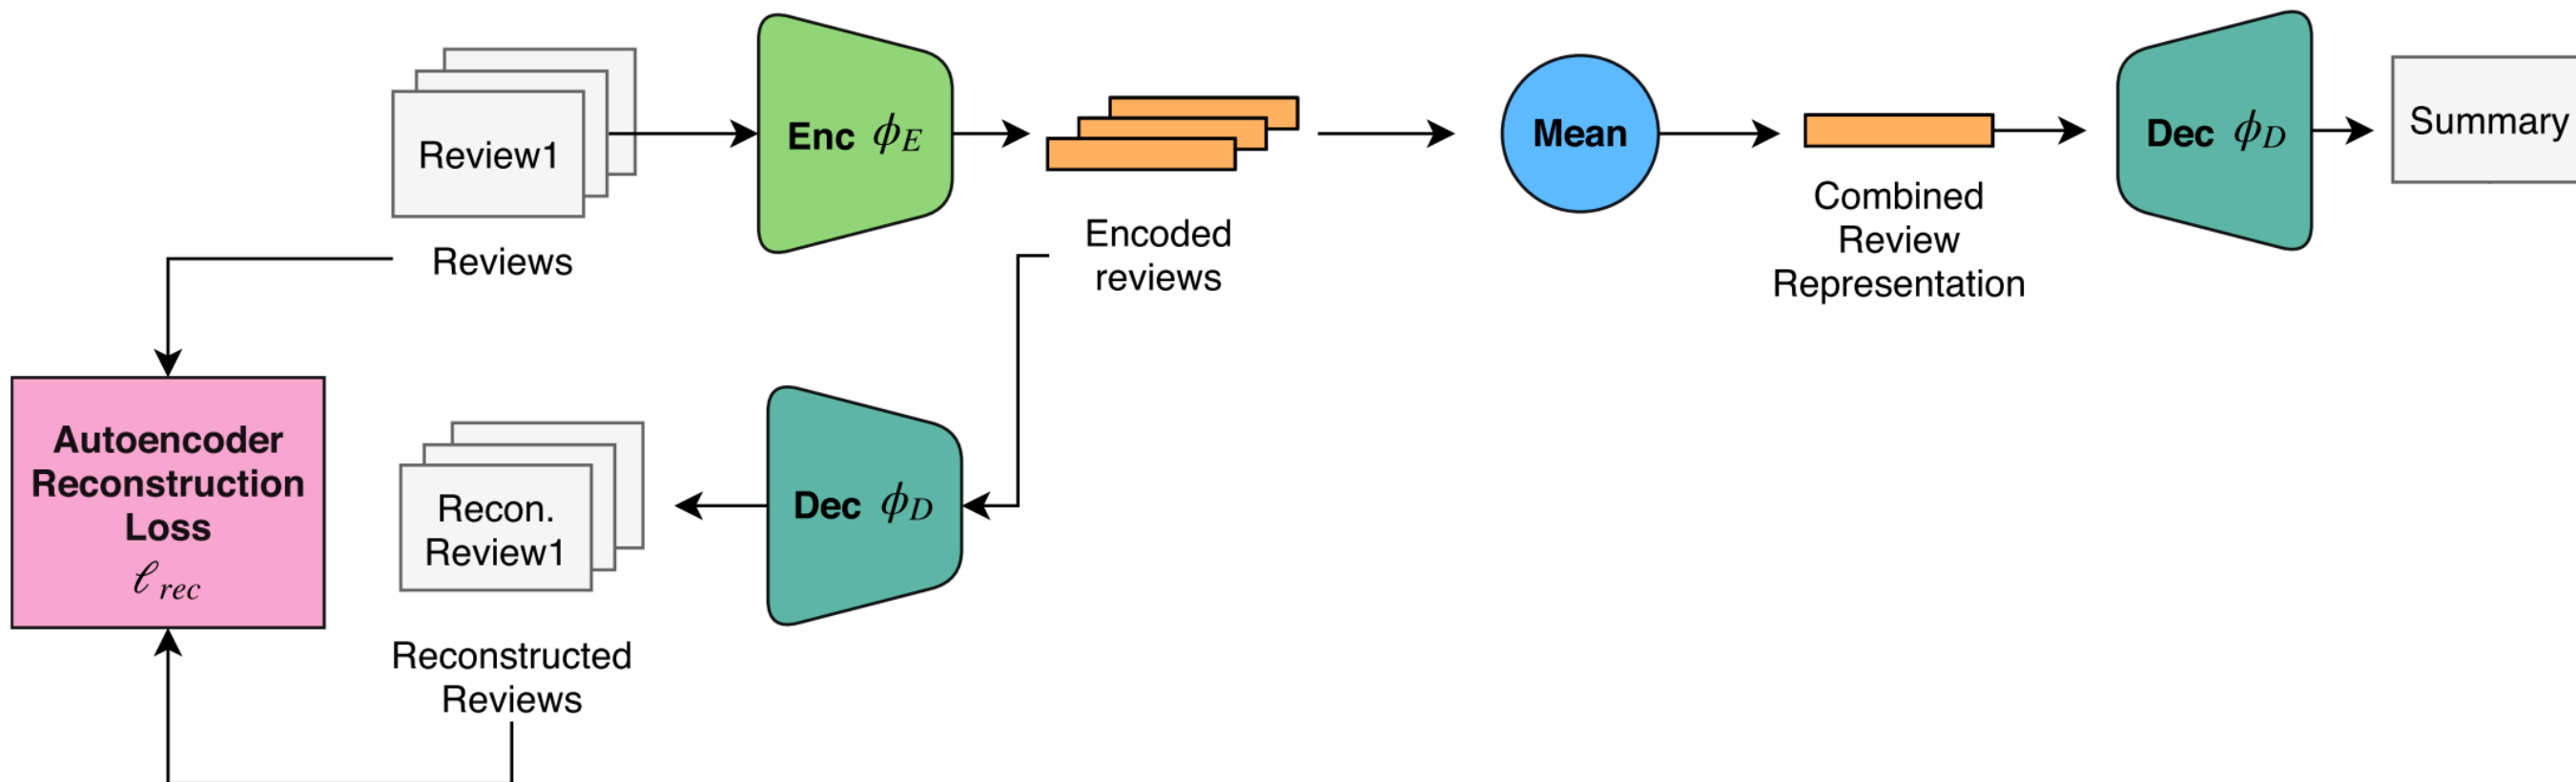 Review1
Reviews
Enc ϕE
Encoded
reviews
Mean
Combined
Review
Representation
Dec ϕD
Summary
Autoencoder
Reconstruction
Loss
ℓ rec
Recon.
Review1
Reconstructed
Reviews
Dec ϕD